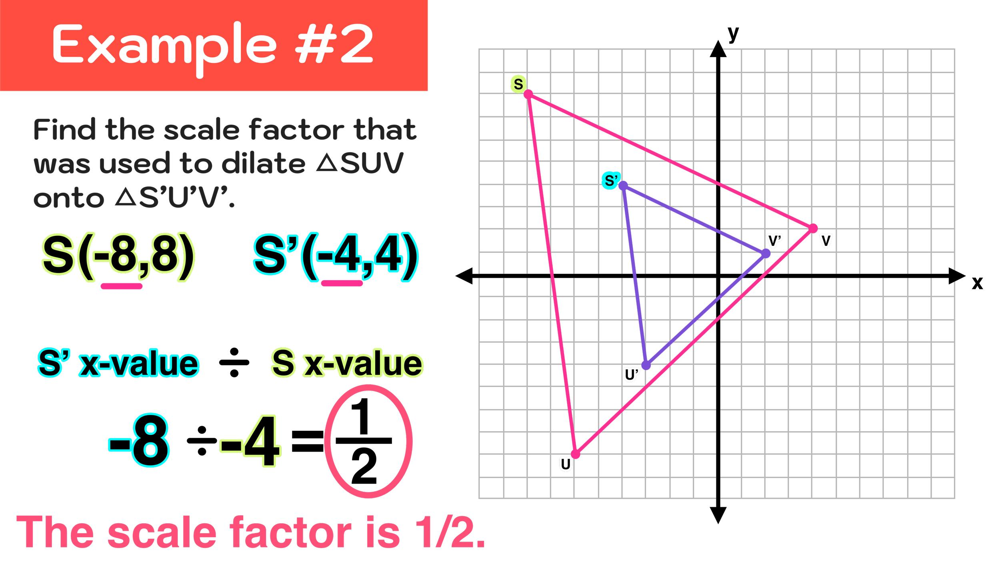 Example #2
Find the scale factor that
was used to dilate △SUV
onto △S’U’V’.
S(-8,8) S’(-4,4)
S’ x-value ÷ S x-value
-8 ÷ -4 = 1/2
The scale factor is 1/2.
y
S
S’
V’
V
x
U’
U